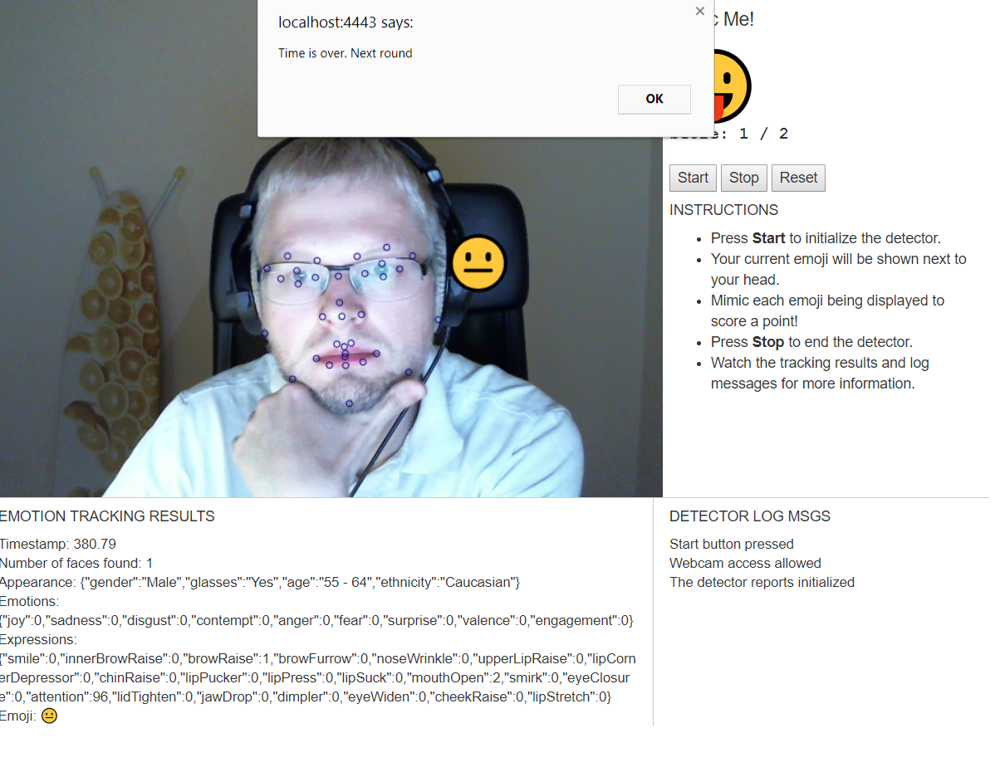 localhost:4443 says:
Time is over. Next round
OK
Me!
1 / 2
Start Stop Reset
INSTRUCTIONS
• Press Start to initialize the detector.
• Your current emoji will be shown next to
your head.
• Mimic each emoji being displayed to
score a point!
• Press Stop to end the detector.
• Watch the tracking results and log
messages for more information.
EMOTION TRACKING RESULTS
Timestamp: 380.79
Number of faces found: 1
Appearance: {"gender":"Male","glasses":"Yes","age":"55 - 64","ethnicity":"Caucasian"}
Emotions:
{"joy":0,"sadness":0,"disgust":0,"contempt":0,"anger":0,"fear":0,"surprise":0,"valence":0,"engagement":0}
Expressions:
{"smile":0,"innerBrowRaise":0,"browRaise":1,"browFurrow":0,"noseWrinkle":0,"upperLipRaise":0,"lipCorn
erDepressor":0,"chinRaise":0,"lipPucker":0,"lipPress":0,"lipSuck":0,"mouthOpen":2,"smirk":0,"eyeClosur
e":0,"attention":96,"lidTighten":0,"jawDrop":0,"dimpler":0,"eyeWiden":0,"cheekRaise":0,"lipStretch":0}
Emoji: 😐
DETECTOR LOG MSGS
Start button pressed
Webcam access allowed
The detector reports initialized